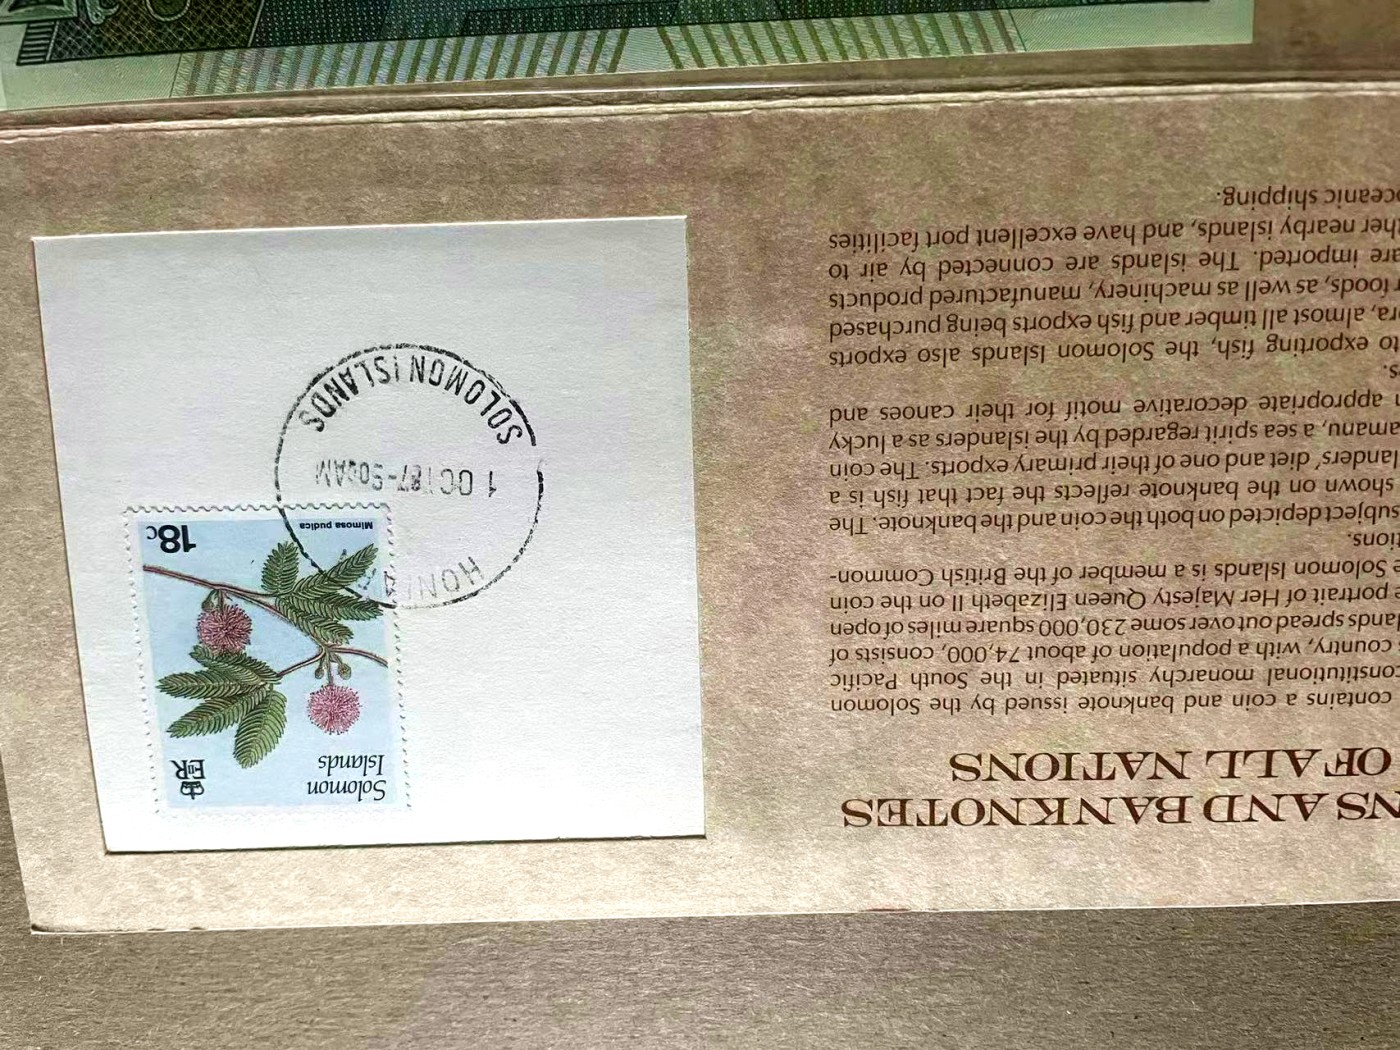 NS AND BANKNOTES
OF ALL NATIONS
contains a coin and banknote issued by the Solomon
constitutional monarchy situated in the South Pacific
country, with a population of about 74,000, consists of
lands spread out over some 230,000 square miles of open
e portrait of Her Majesty Queen Elizabeth II on the coin
e Solomon Islands is a member of the British Common-
tions.
subject depicted on both the coin and the banknote. The
shown on the banknote reflects the fact that fish is a
landers' diet and one of their primary exports. The coin
amanu, a sea spirit regarded by the islanders as a lucky
n appropriate decorative motif for their canoes and
s.
to exporting fish, the Solomon Islands also exports
ra, almost all timber and fish exports being purchased
r foods, as well as machinery, manufactured products
are imported. The islands are connected by air to
her nearby islands, and have excellent port facilities
oceanic shipping.
Solomon
Islands
E II R
Mimosa pudica
18c
1 OCT 87-9 00AM
SOLOMON ISLANDS